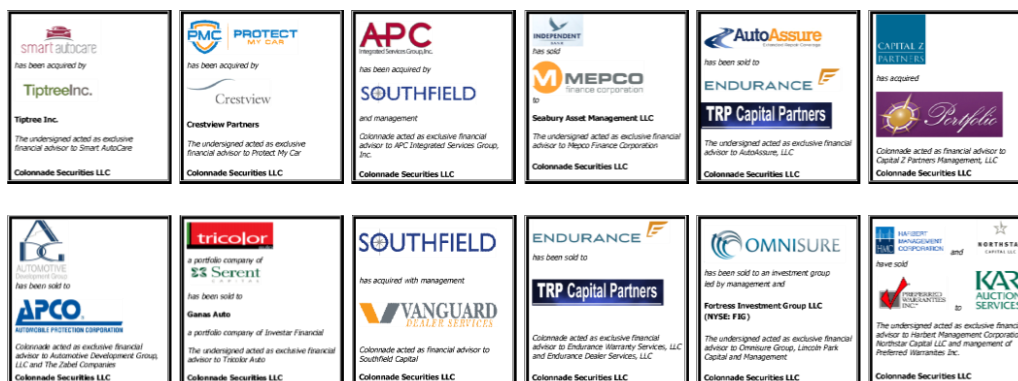 smart autocare
has been acquired by
TiptreeInc.
Tiptree Inc.
The undersigned acted as exclusive
financial advisor to Smart AutoCare
Colonnade Securities LLC
PMC PROTECT
MY CAR
has been acquired by
Crestview
Crestview Partners
The undersigned acted as exclusive
financial advisor to Protect My Car
Colonnade Securities LLC
APC
Integrated Services Group, Inc.
has been acquired by
SOUTHFIELD
and management
Colonnade acted as exclusive financial
advisor to APC Integrated Services Group,
Inc.
Colonnade Securities LLC
INDEPENDENT
BANK
has sold
MEPCO
finance corporation
to
Seabury Asset Management LLC
The undersigned acted as exclusive financial
advisor to Mepco Finance Corporation
Colonnade Securities LLC
AutoAssure
Extended Repair Coverage
has been sold to
ENDURANCE
TRP Capital Partners
The undersigned acted as exclusive financial
advisor to AutoAssure, LLC
Colonnade Securities LLC
CAPITAL Z
PARTNERS
has acquired
Portfolio
Colonnade acted as financial advisor to
Capital Z Partners Management, LLC
Colonnade Securities LLC
ADG
AUTOMOTIVE
Development Group
has been sold to
APCO
AUTOMOBILE PROTECTION CORPORATION
Colonnade acted as exclusive financial
advisor to Automotive Development Group,
LLC and The Zabel Companies
Colonnade Securities LLC
tricolor
a portfolio company of
Serent
CAPITAL
has been sold to
Ganas Auto
a portfolio company of Investar Financial
The undersigned acted as exclusive financial
advisor to Tricolor Auto
Colonnade Securities LLC
SOUTHFIELD
has acquired with management
VANGUARD
DEALER SERVICES
Colonnade acted as financial advisor to
Southfield Capital
Colonnade Securities LLC
ENDURANCE
has been sold to
TRP Capital Partners
Colonnade acted as exclusive financial
advisor to Endurance Warranty Services, LLC
and Endurance Dealer Services, LLC
Colonnade Securities LLC
OMNISURE
has been sold to an investment group
led by management and
Fortress Investment Group LLC
(NYSE: FIG)
The undersigned acted as exclusive financial
advisor to Omnisure Group, Lincoln Park
Capital and Management
Colonnade Securities LLC
HMC HARBERT
MANAGEMENT
CORPORATION and NORTHSTA
CAPITAL LLC
have sold
PREFERRED
WARRANTIES
INC. to KAR
AUCTION
SERVICES
The undersigned acted as exclusive financi
advisor to Harbert Management Corporatio
Northstar Capital LLC and mangement of
Preferred Warranties Inc.
Colonnade Securities LLC